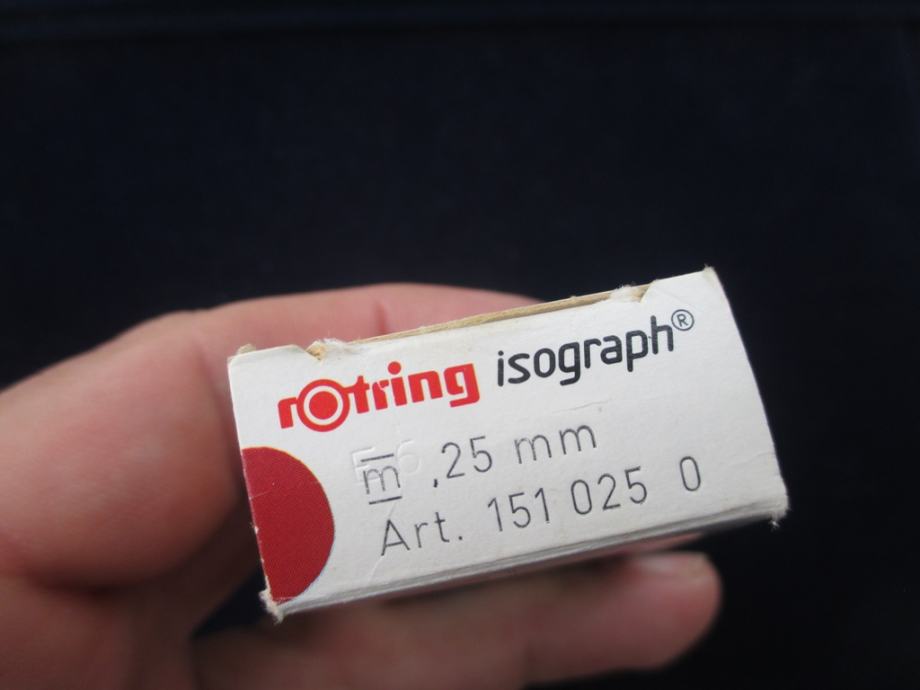 rotring isograph®
m ,25 mm
Art. 151 025 0